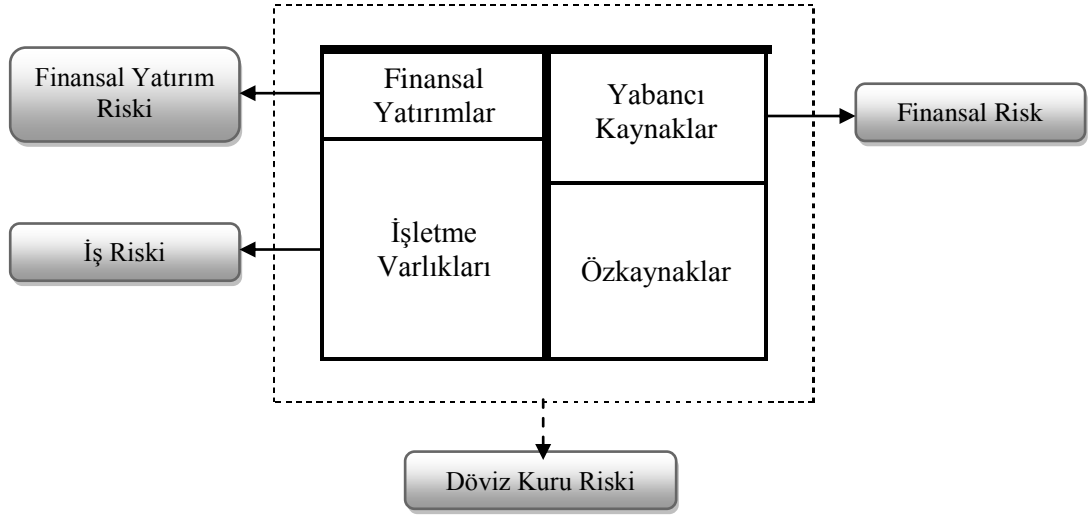 Finansal Yatırım
Riski
Finansal
Yatırımlar
Yabancı
Kaynaklar
Finansal Risk
İş Riski
İşletme
Varlıkları
Özkaynaklar
Döviz Kuru Riski